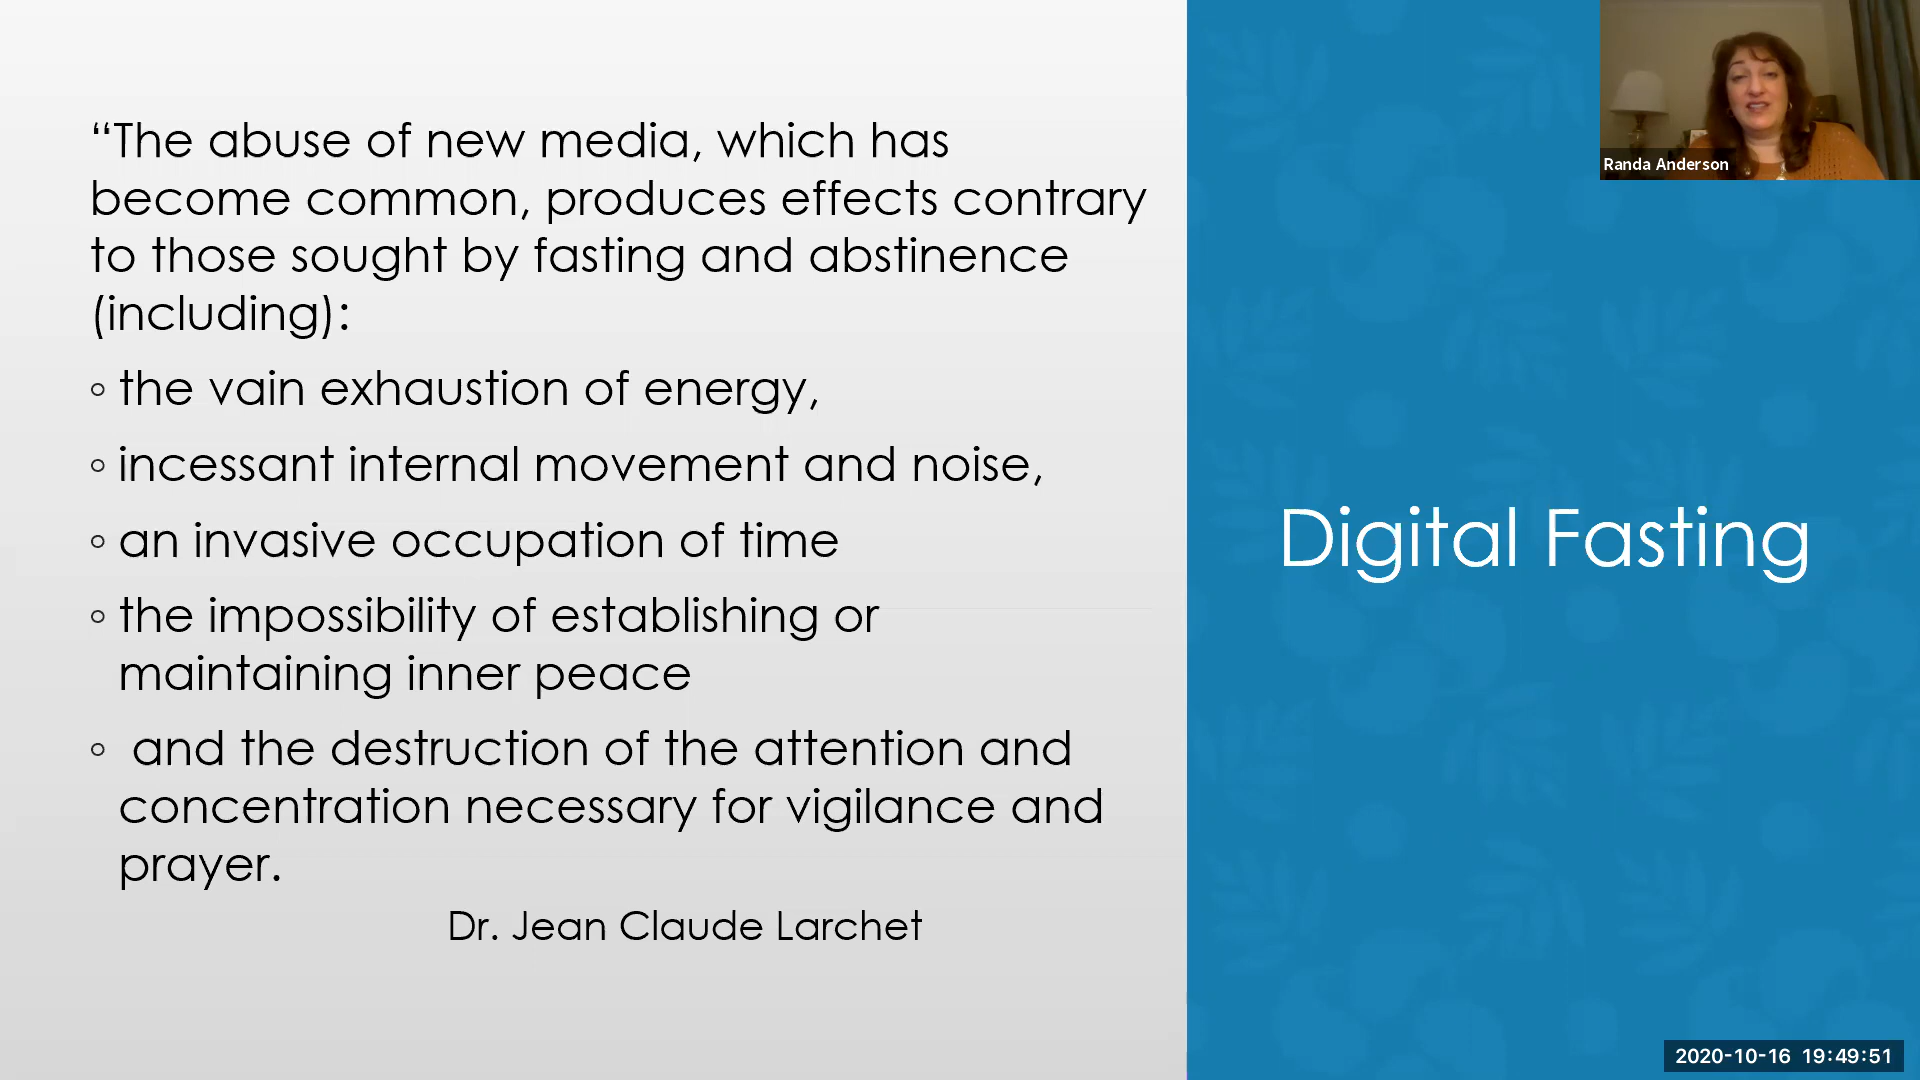 “The abuse of new media, which has
become common, produces effects contrary
to those sought by fasting and abstinence
(including):
◦ the vain exhaustion of energy,
◦ incessant internal movement and noise,
◦ an invasive occupation of time
◦ the impossibility of establishing or
maintaining inner peace
◦ and the destruction of the attention and
concentration necessary for vigilance and
prayer.
Dr. Jean Claude Larchet
Digital Fasting
Randa Anderson
2020-10-16 19:49:51